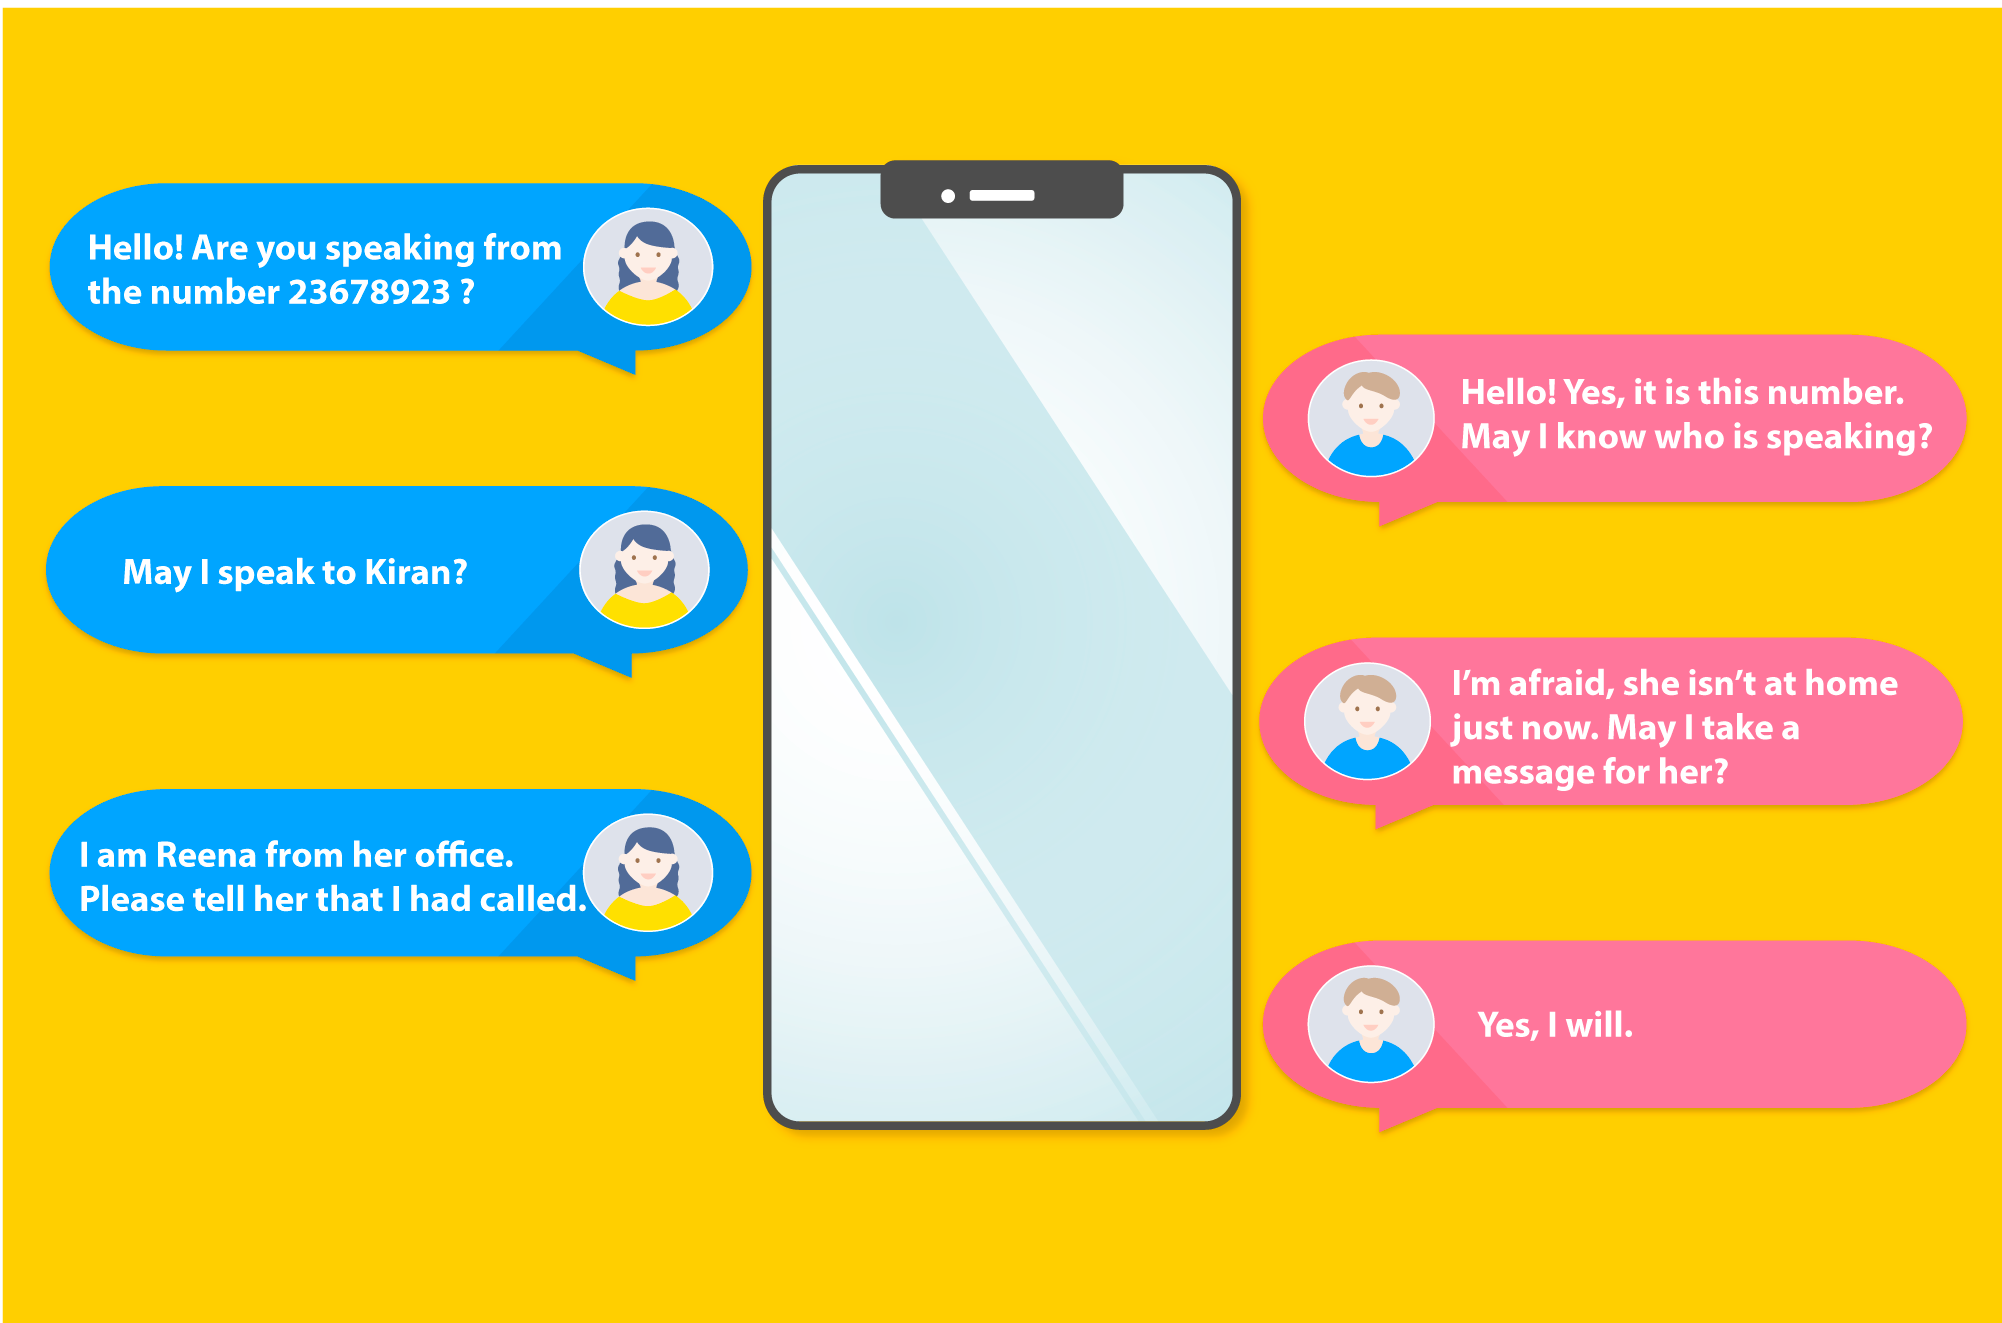 Hello! Are you speaking from
the number 23678923 ?
Hello! Yes, it is this number.
May I know who is speaking?
May I speak to Kiran?
I'm afraid, she isn't at home
just now. May I take a
message for her?
I am Reena from her office.
Please tell her that I had called.
Yes, I will.